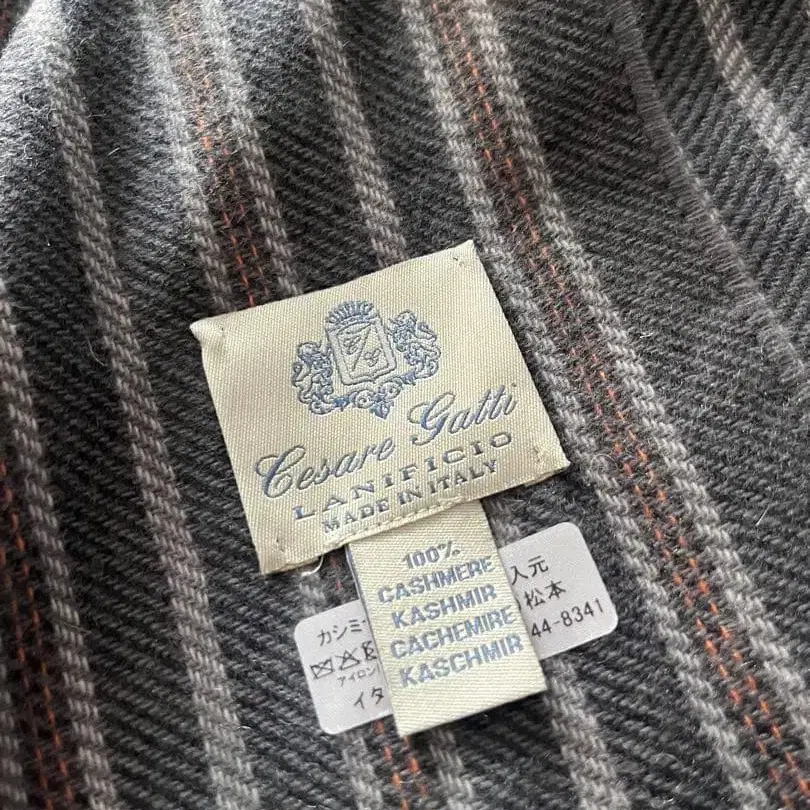 Cesare Gatti
LANIFICIO
MADE IN ITALY
100%
CASHMERE
KASHMIR
CACHEMIRE
KASCHMIR
カシミ
アイロン
イタ
入元
松本
44-8341